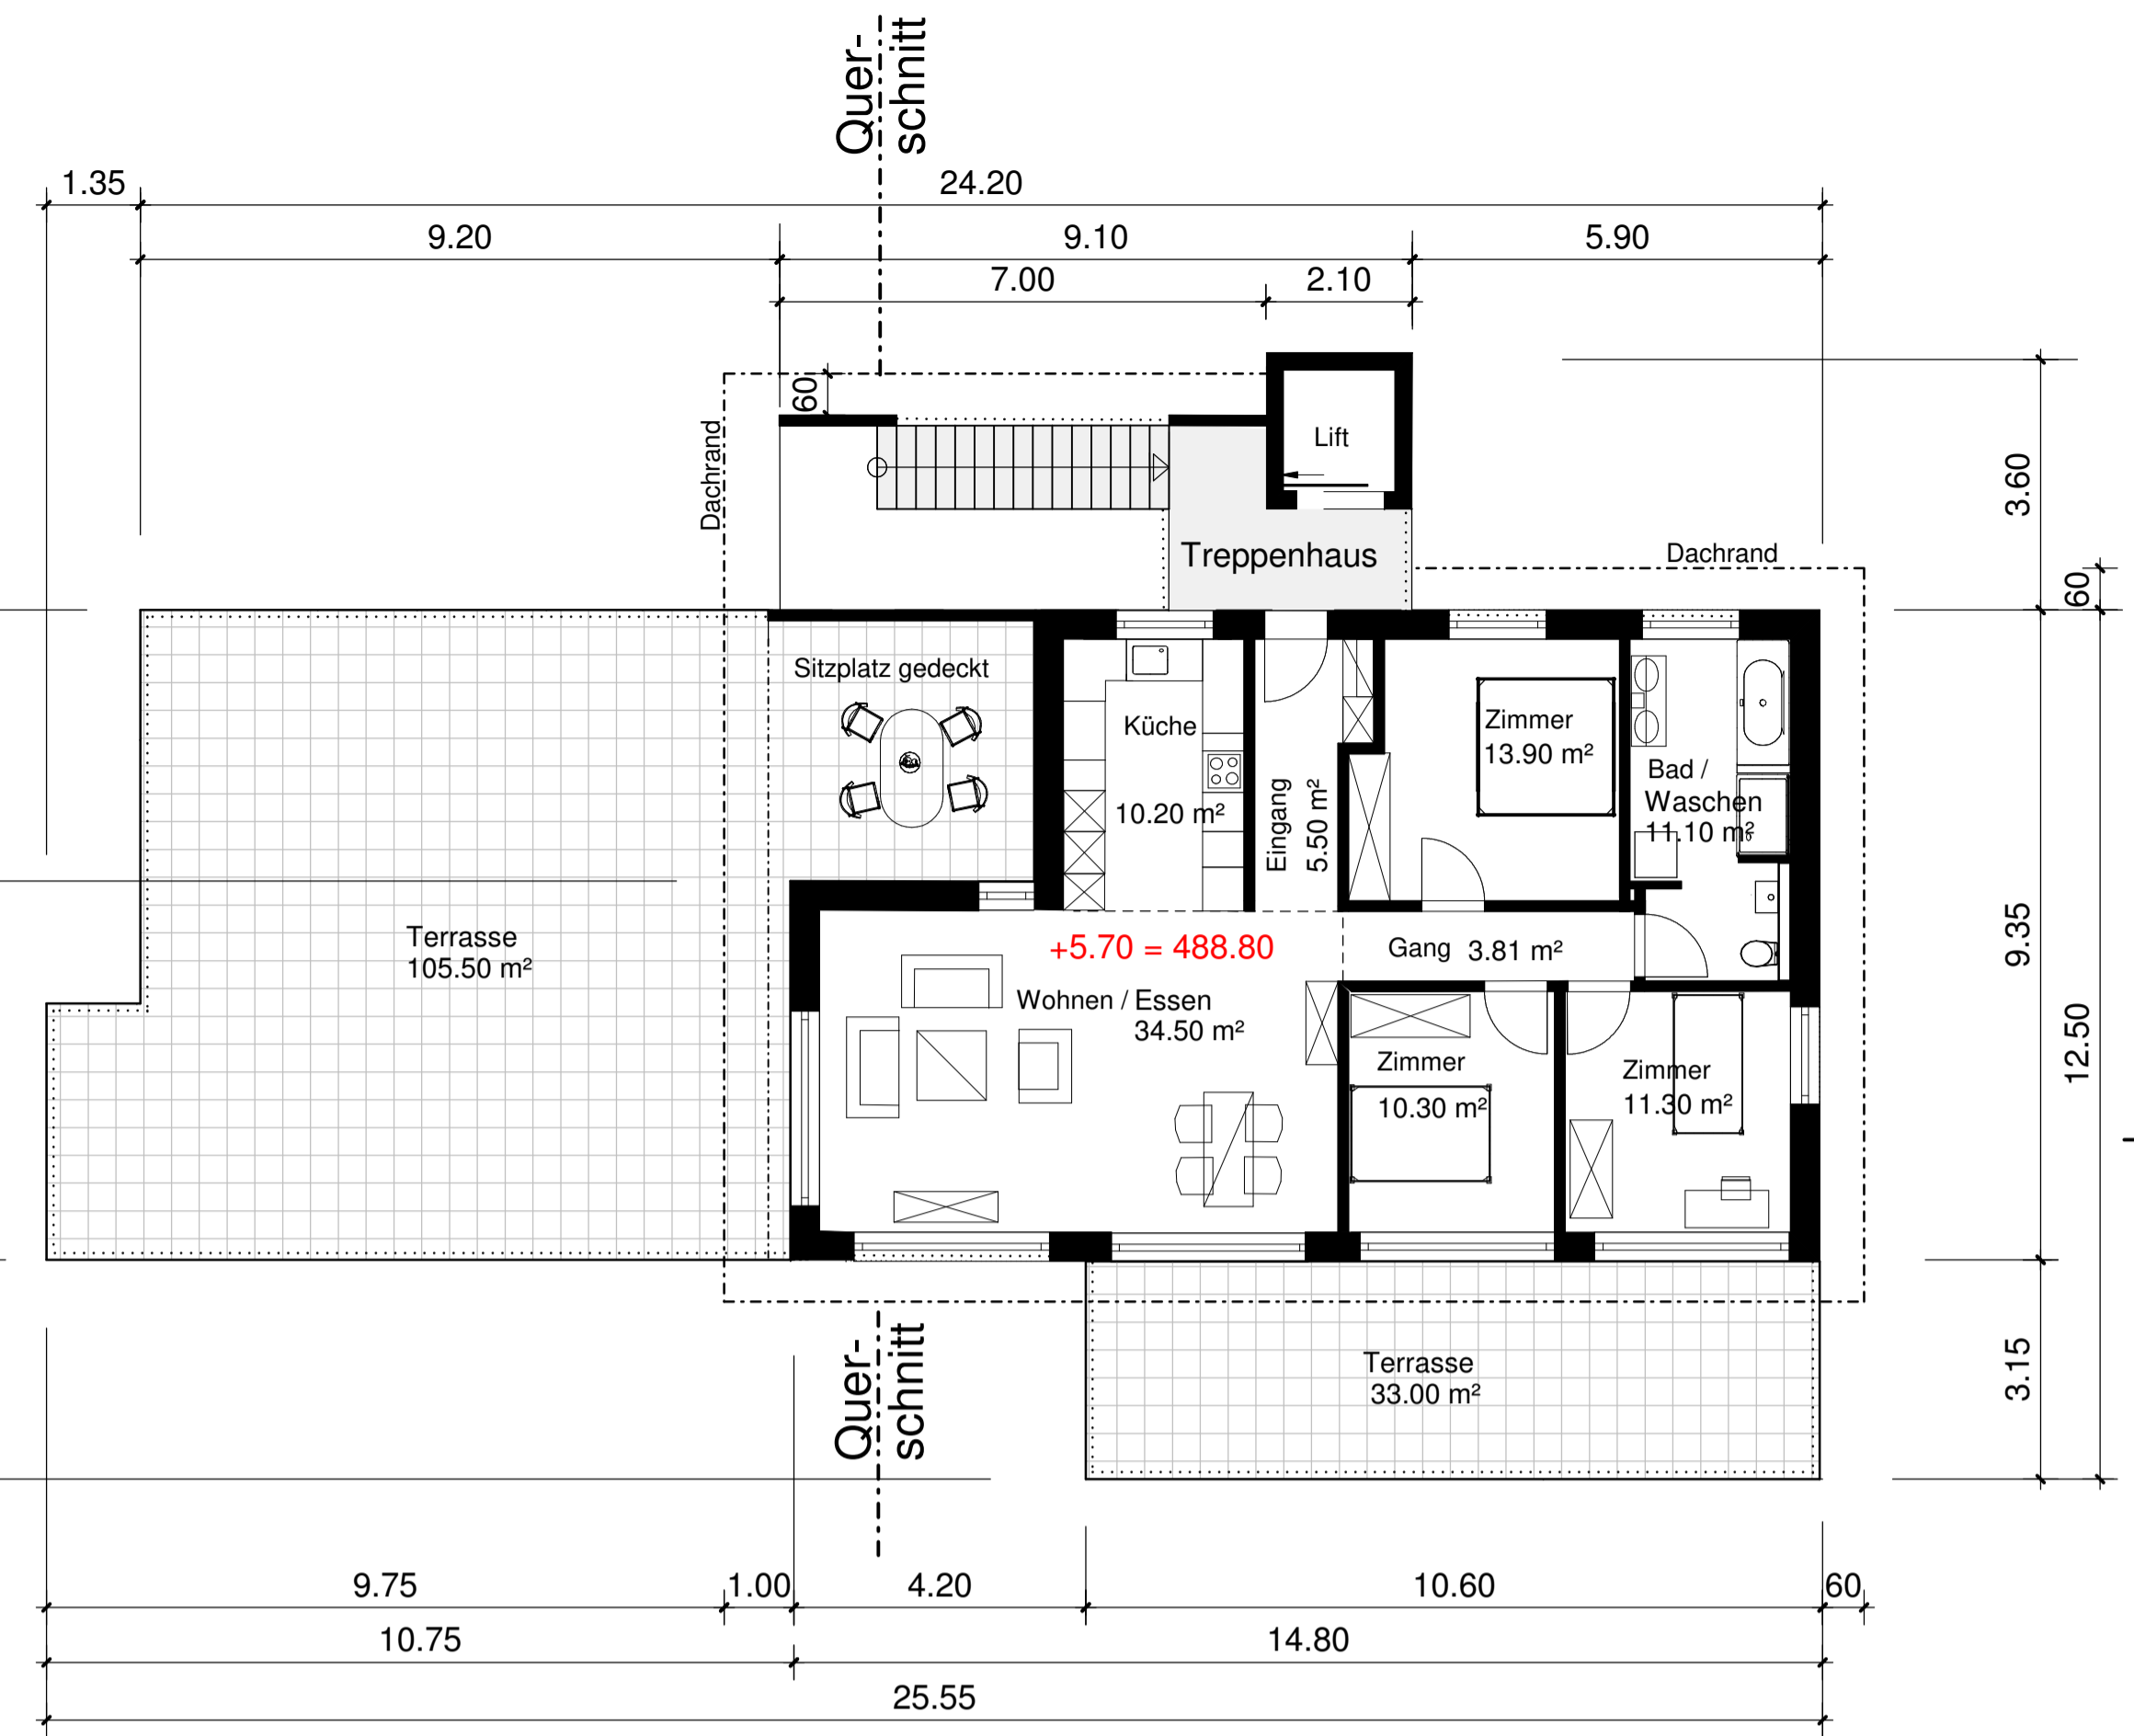 Quer-
schnitt
1.35
24.20
9.20
9.10
5.90
7.00
2.10
60
Dachrand
Lift
3.60
Treppenhaus
Dachrand
60
Sitzplatz gedeckt
Küche
10.20 m²
Eingang
5.50 m²
Zimmer
13.90 m²
Bad /
Waschen
11.10 m²
Terrasse
105.50 m²
+5.70 = 488.80
Gang 3.81 m²
9.35
Wohnen / Essen
34.50 m²
Zimmer
10.30 m²
Zimmer
11.30 m²
12.50
Terrasse
33.00 m²
3.15
Quer-
schnitt
9.75
1.00
4.20
10.60
60
10.75
14.80
25.55